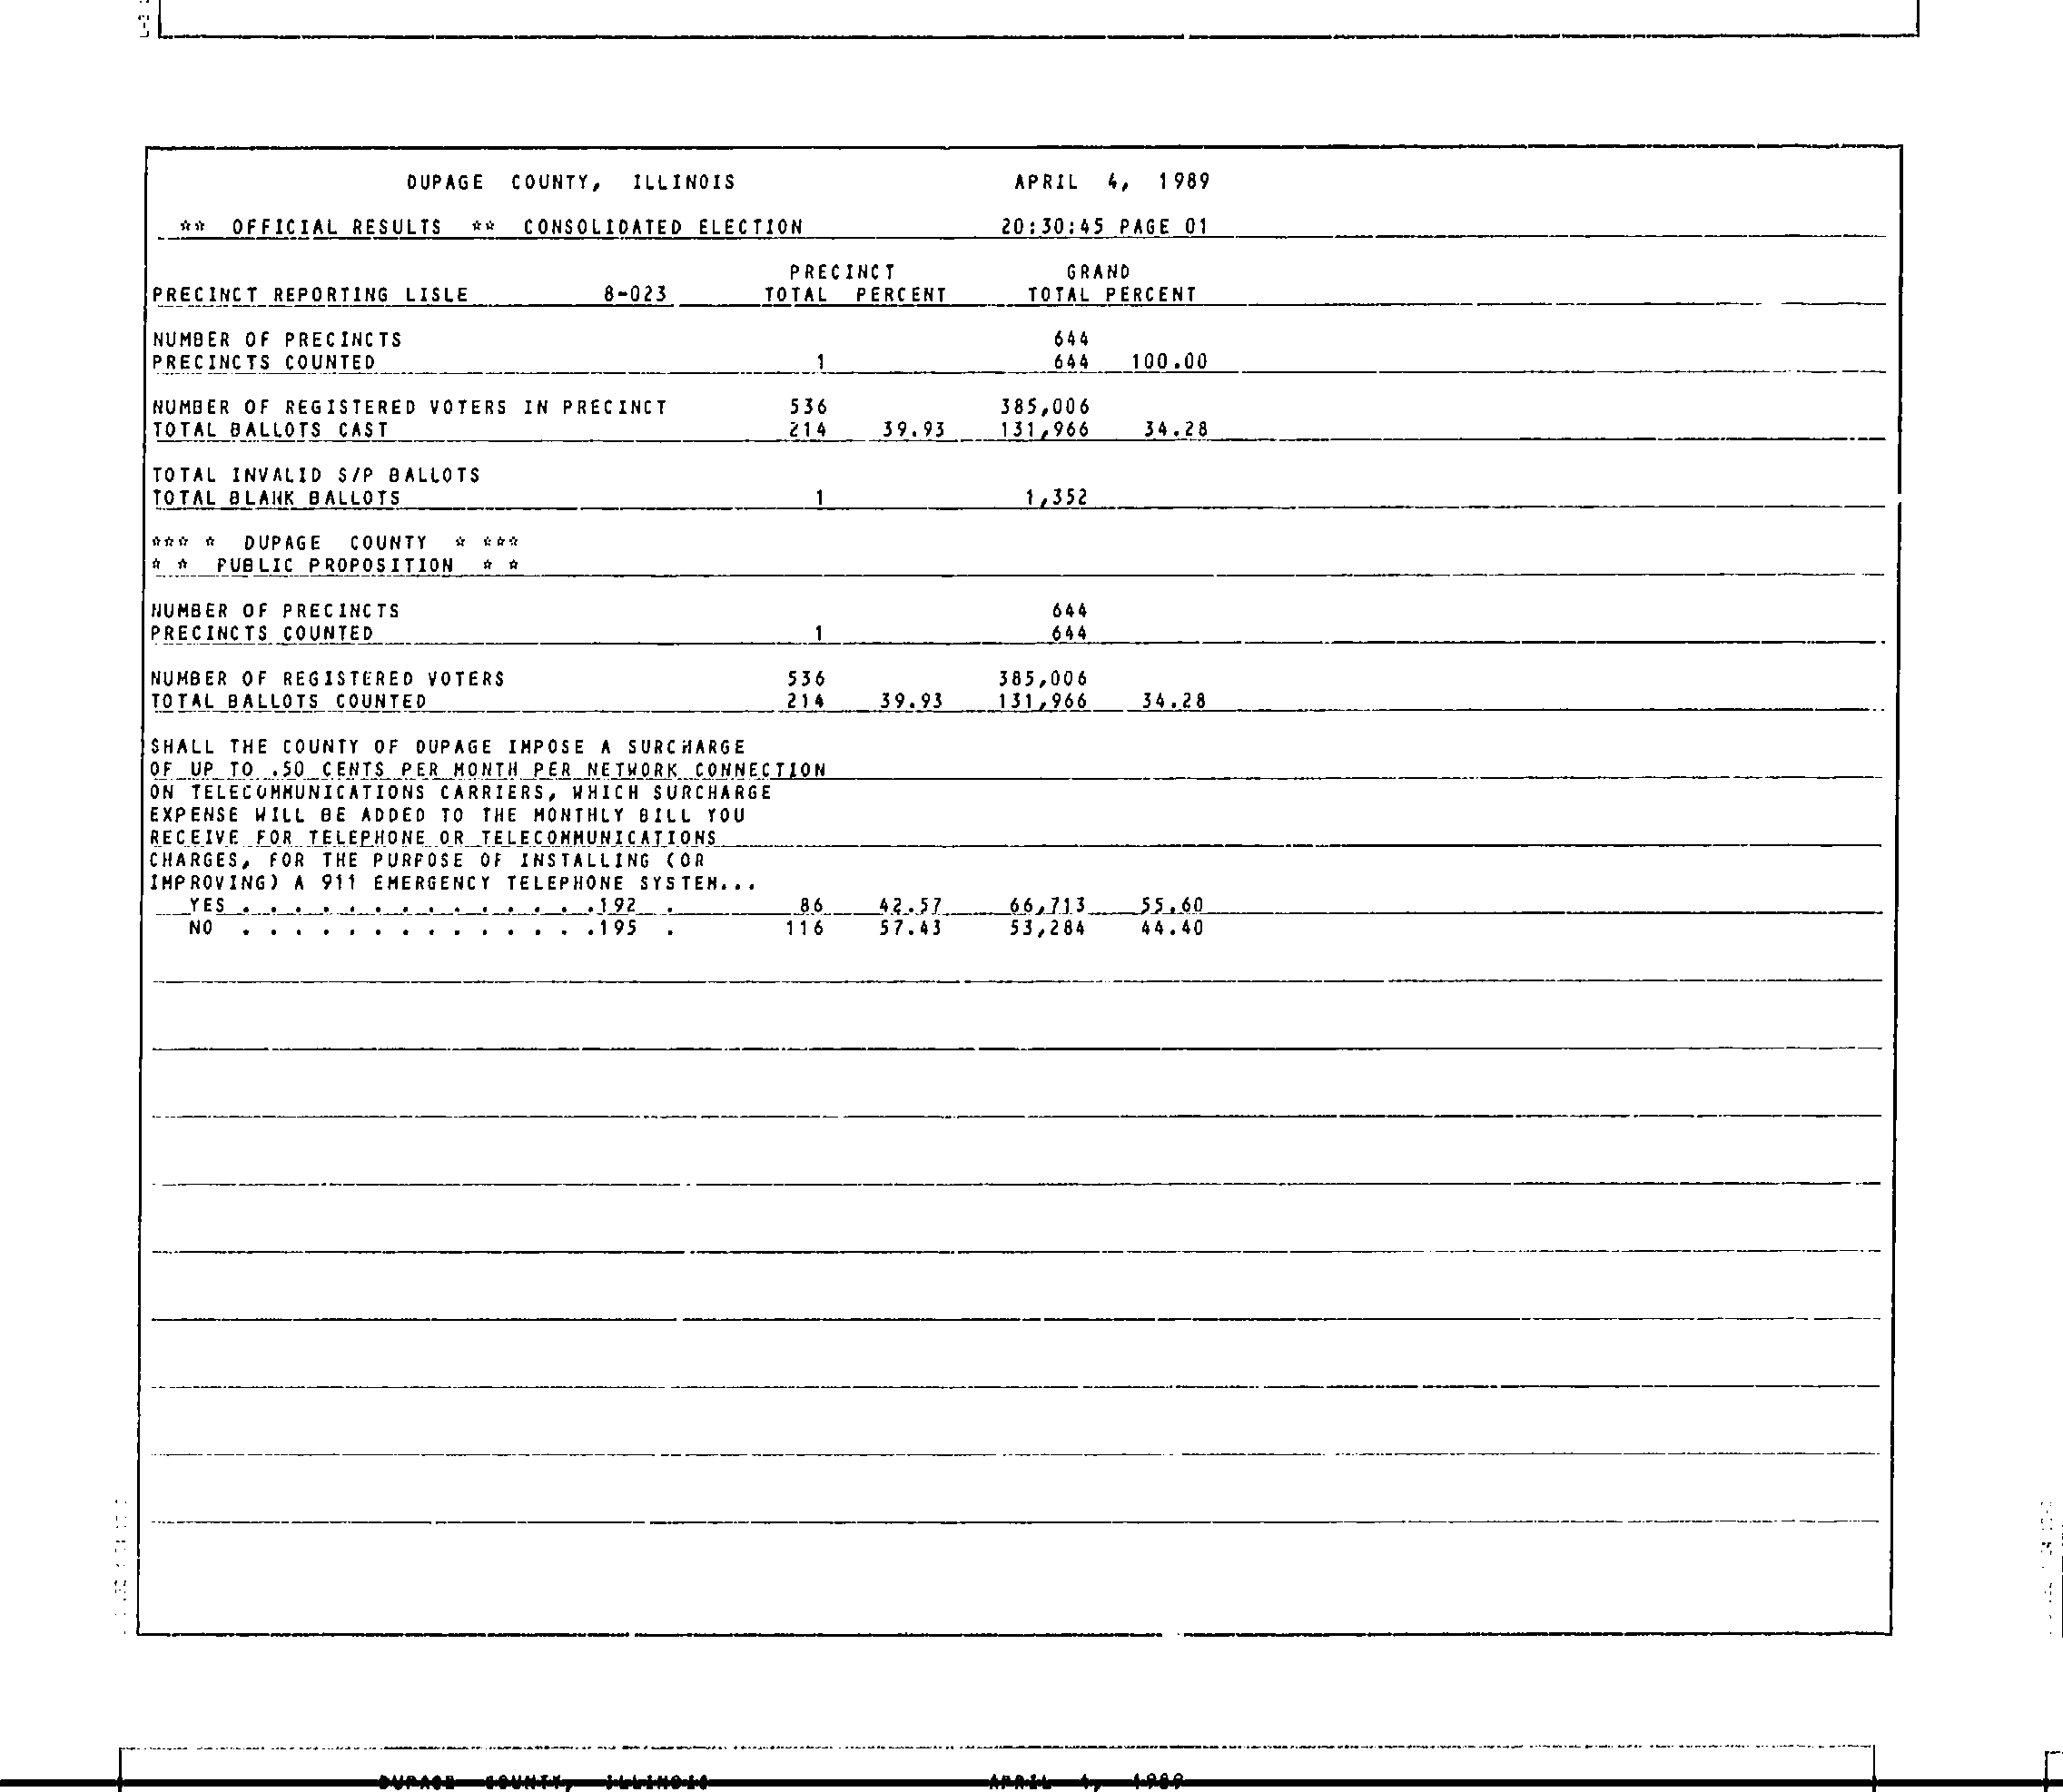 DUPAGE COUNTY, ILLINOIS APRIL 4, 1989
** OFFICIAL RESULTS ** CONSOLIDATED ELECTION 20:30:45 PAGE 01
PRECINCT GRAND
PRECINCT REPORTING LISLE 8-023 TOTAL PERCENT TOTAL PERCENT
NUMBER OF PRECINCTS 644
PRECINCTS COUNTED 1 644 100.00
NUMBER OF REGISTERED VOTERS IN PRECINCT 536 385,006
TOTAL BALLOTS CAST 214 39.93 131,966 34.28
TOTAL INVALID S/P BALLOTS
TOTAL BLANK BALLOTS 1 1,352
*** * DUPAGE COUNTY * ***
* * PUBLIC PROPOSITION * *
NUMBER OF PRECINCTS 644
PRECINCTS COUNTED 1 644
NUMBER OF REGISTERED VOTERS 536 385,006
TOTAL BALLOTS COUNTED 214 39.93 131,966 34.28
SHALL THE COUNTY OF DUPAGE IMPOSE A SURCHARGE
OF UP TO .50 CENTS PER MONTH PER NETWORK CONNECTION
ON TELECOMMUNICATIONS CARRIERS, WHICH SURCHARGE
EXPENSE WILL BE ADDED TO THE MONTHLY BILL YOU
RECEIVE FOR TELEPHONE OR TELECOMMUNICATIONS
CHARGES, FOR THE PURPOSE OF INSTALLING (OR
IMPROVING) A 911 EMERGENCY TELEPHONE SYSTEM...
YES . . . . . . . . . . . . . .192 . 86 42.57 66,713 55.60
NO . . . . . . . . . . . . . .195 . 116 57.43 53,284 44.40
DUPAGE COUNTY, ILLINOIS APRIL 4, 1989